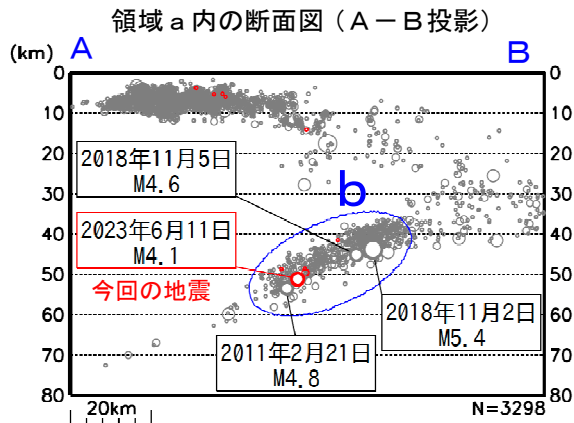 領域a内の断面図（A－B投影）
(km)
A
B
0
10
20
30
40
50
60
70
80
0
10
20
30
40
50
60
70
80
2018年11月5日
M4.6
b
2023年6月11日
M4.1
今回の地震
2018年11月2日
M5.4
2011年2月21日
M4.8
20km
N=3298